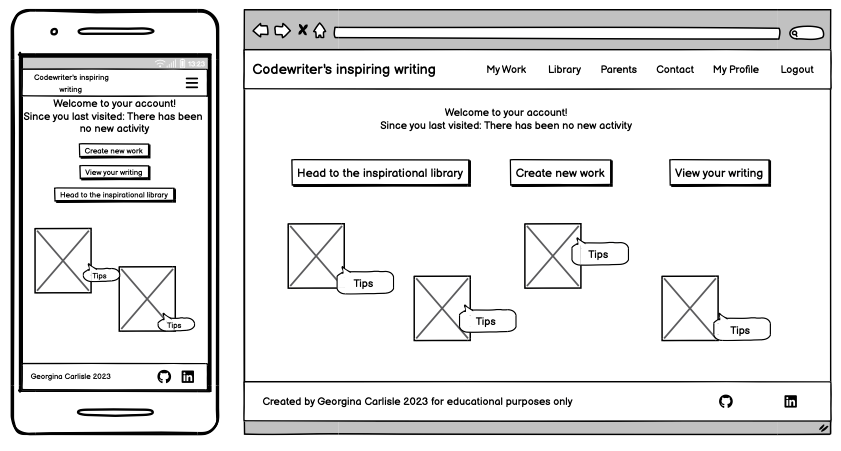 13:23
Codewriter's inspiring
writing
Welcome to your account!
Since you last visited: There has been
no new activity
Create new work
View your writing
Head to the inspirational library
Tips
Tips
Georgina Carlisle 2023
in
Codewriter's inspiring writing My Work Library Parents Contact My Profile Logout
Welcome to your account!
Since you last visited: There has been no new activity
Head to the inspirational library Create new work View your writing
Tips
Tips
Tips
Tips
Created by Georgina Carlisle 2023 for educational purposes only
in